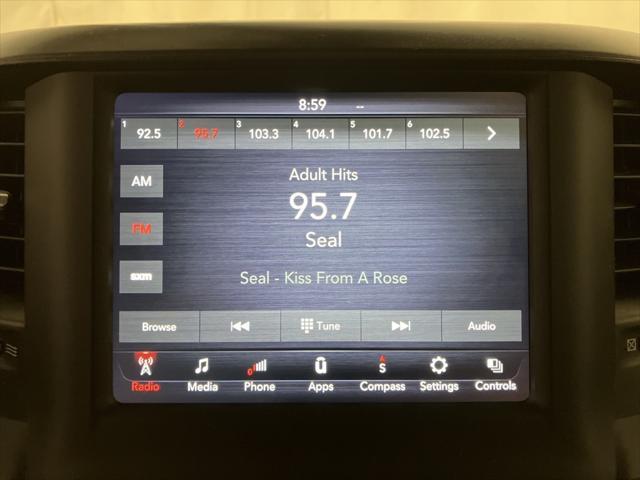 8:59 --
1 92.5 2 95.7 3 103.3 4 104.1 5 101.7 6 102.5
AM
Adult Hits
95.7
FM
Seal
sxm
Seal - Kiss From A Rose
Browse Tune Audio
0 S
Radio Media Phone Apps Compass Settings Controls